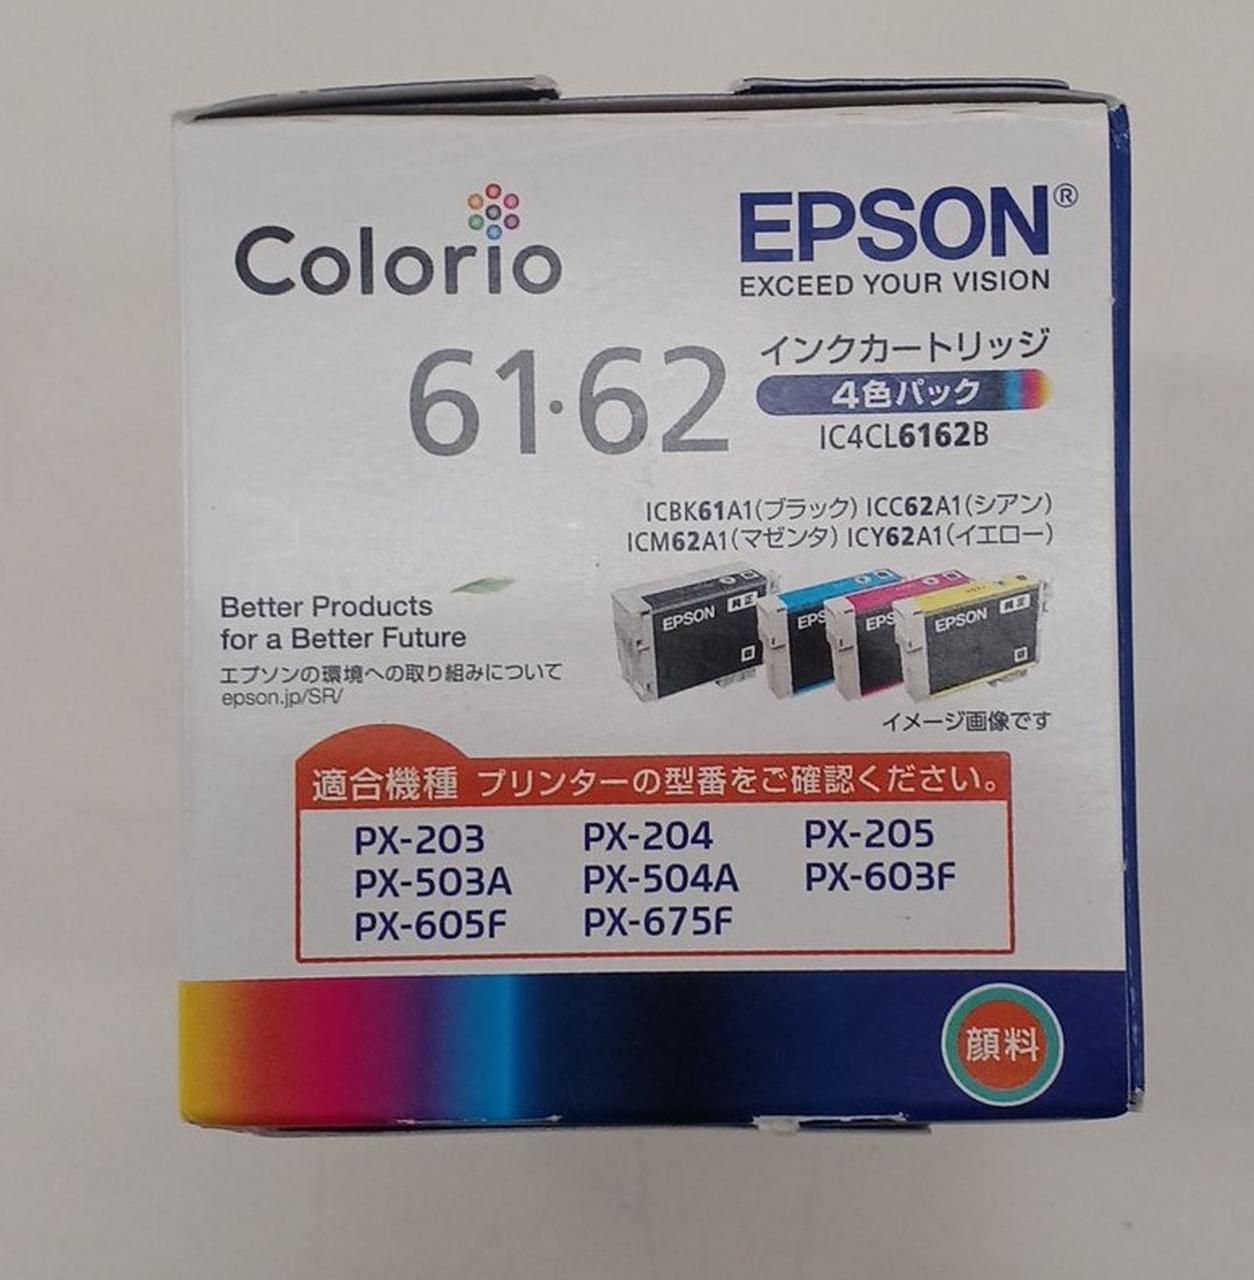 Colorio
EPSON®
EXCEED YOUR VISION
61・62
インクカートリッジ
4色パック
IC4CL6162B
ICBK61A1(ブラック) ICC62A1(シアン)
ICM62A1(マゼンタ) ICY62A1(イエロー)
Better Products
for a Better Future
エプソンの環境への取り組みについて
epson.jp/SR/
EPSON 純正
EPS
EPS
EPSON 純正
イメージ画像です
適合機種 プリンターの型番をご確認ください。
PX-203 PX-204 PX-205
PX-503A PX-504A PX-603F
PX-605F PX-675F
顔料